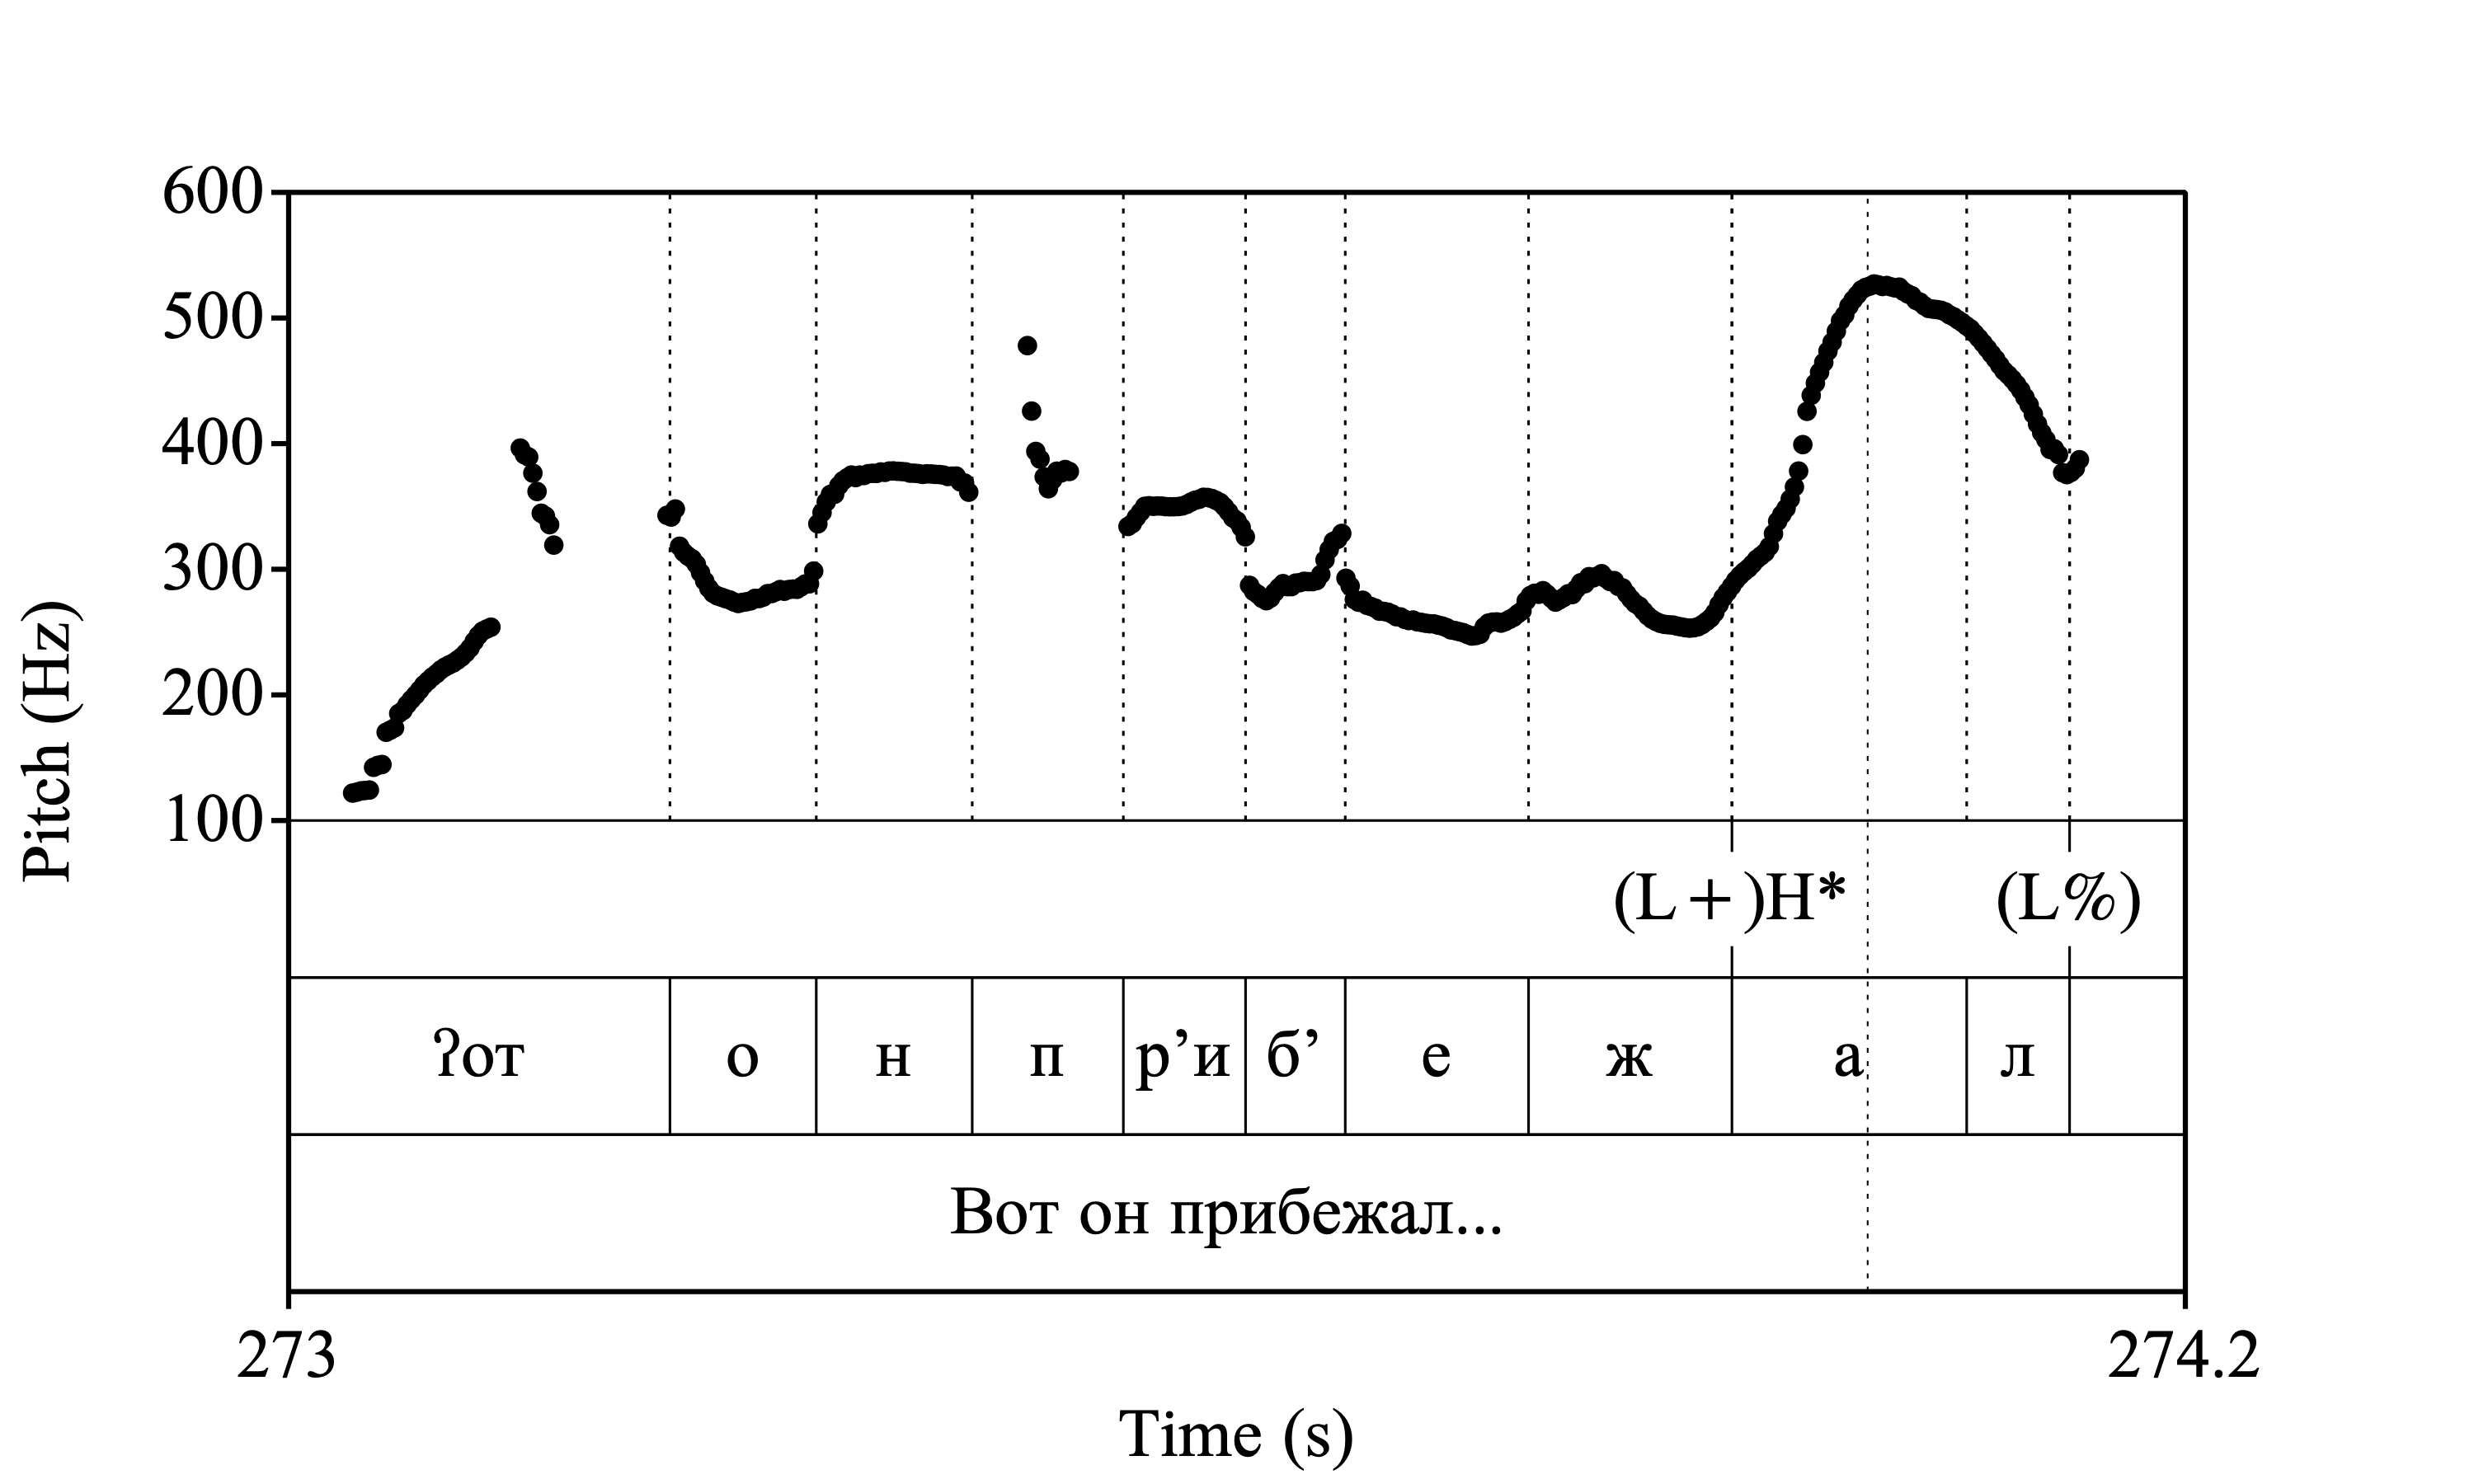 600
500
400
300
200
100
Pitch (Hz)
(L+)H* (L%)
ʔот о н п р’и б’ е ж а л
Вот он прибежал...
273 274.2
Time (s)